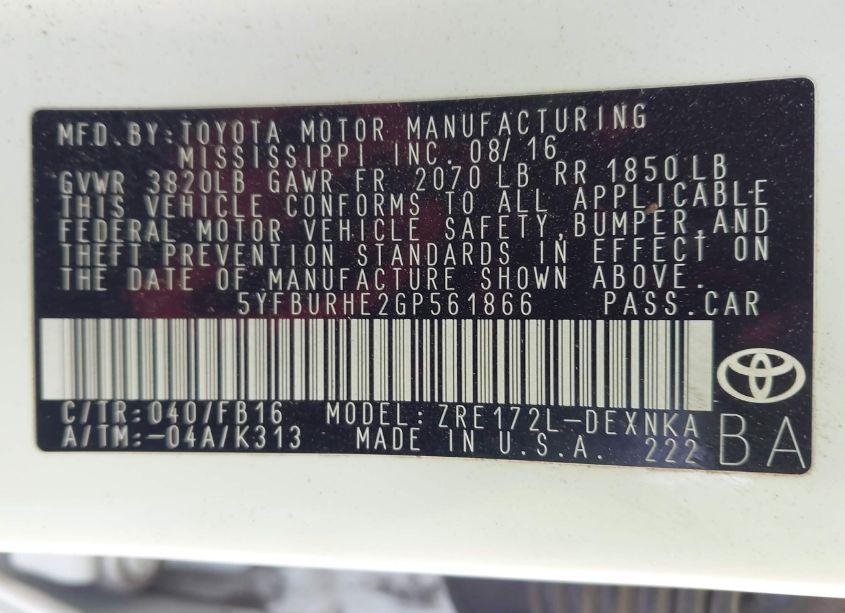 MFD.BY:TOYOTA MOTOR MANUFACTURING
MISSISSIPPI INC. 08/16
GVWR 3820LB GAWR FR 2070 LB RR 1850LB
THIS VEHICLE CONFORMS TO ALL APPLICABLE
FEDERAL MOTOR VEHICLE SAFETY,BUMPER,AND
THEFT PREVENTION STANDARDS IN EFFECT ON
THE DATE OF MANUFACTURE SHOWN ABOVE.
5YFBURHE2GP561866 PASS.CAR
C/TR:040/FB16 MODEL:ZRE172L-DEXNKA
A/TM:-04A/K313 MADE IN U.S.A. 222 BA